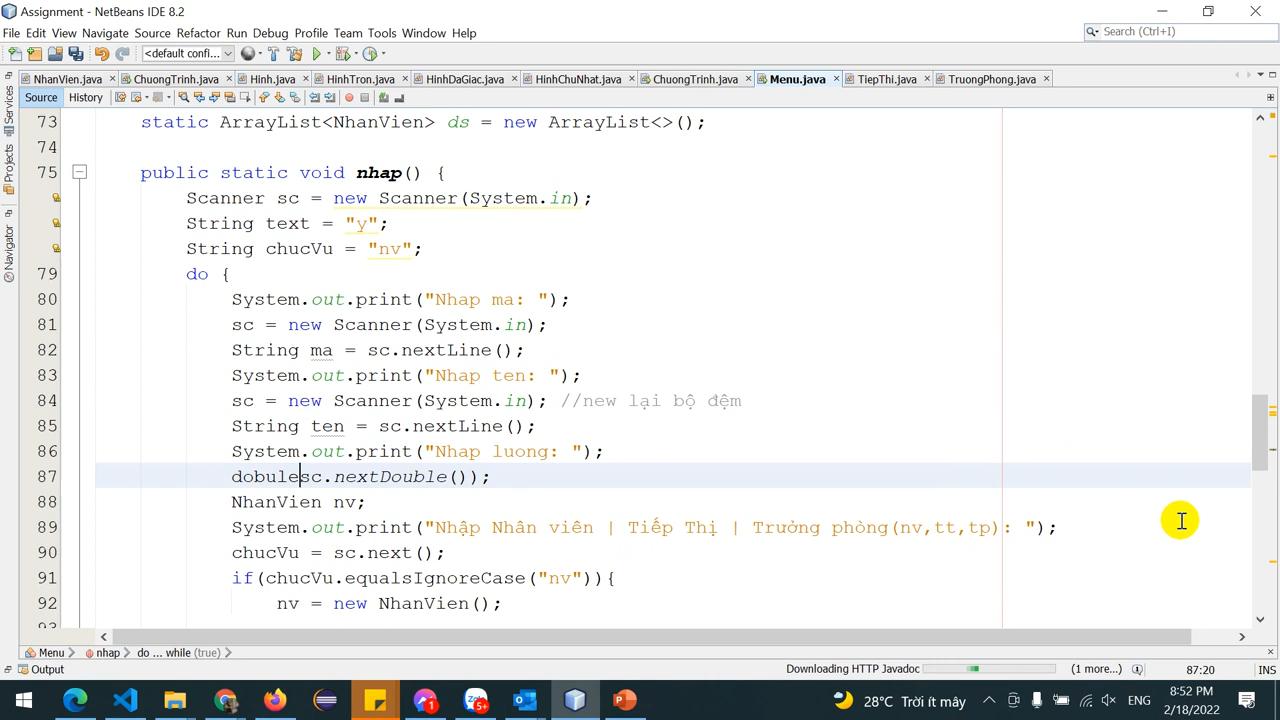 Assignment - NetBeans IDE 8.2
File Edit View Navigate Source Refactor Run Debug Profile Team Tools Window Help
Search (Ctrl+I)
<default confi...
NhanVien.java ChuongTrinh.java Hinh.java HinhTron.java HinhDaGiac.java HinhChuNhat.java ChuongTrinh.java Menu.java TiepThi.java TruongPhong.java
Source History
Services
Projects
Navigator
73 static ArrayList<NhanVien> ds = new ArrayList<>();
74
75 public static void nhap() {
Scanner sc = new Scanner(System.in);
String text = "y";
String chucVu = "nv";
79 do {
80 System.out.print("Nhap ma: ");
81 sc = new Scanner(System.in);
82 String ma = sc.nextLine();
83 System.out.print("Nhap ten: ");
84 sc = new Scanner(System.in); //new lại bộ đệm
85 String ten = sc.nextLine();
86 System.out.print("Nhap luong: ");
87 dobulesc.nextDouble());
88 NhanVien nv;
89 System.out.print("Nhập Nhân viên | Tiếp Thị | Trưởng phòng(nv,tt,tp): ");
90 chucVu = sc.next();
91 if(chucVu.equalsIgnoreCase("nv")){
92 nv = new NhanVien();
Menu nhap do ... while (true)
Output
Downloading HTTP Javadoc (1 more...) 87:20 INS
28°C Trời ít mây ENG
8:52 PM
2/18/2022